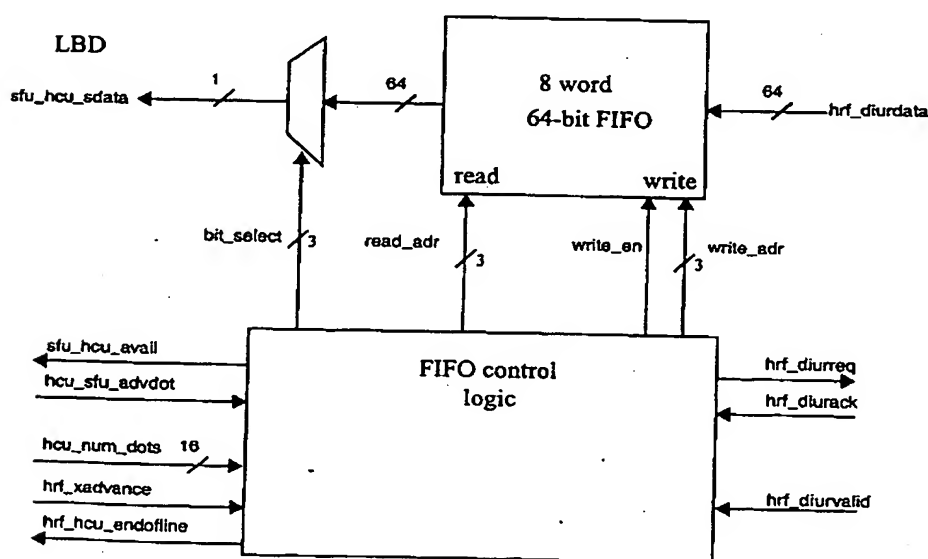 LBD
sfu_hcu_sdata
1
64
8 word
64-bit FIFO
64
hrf_diurdata
read
write
bit_select
3
read_adr
3
write_en
write_adr
3
sfu_hcu_avail
hcu_sfu_advdot
FIFO control
logic
hrf_diurreq
hrf_diurack
hcu_num_dots
16
hrf_xadvance
hrf_hcu_endofline
hrf_diurvalid